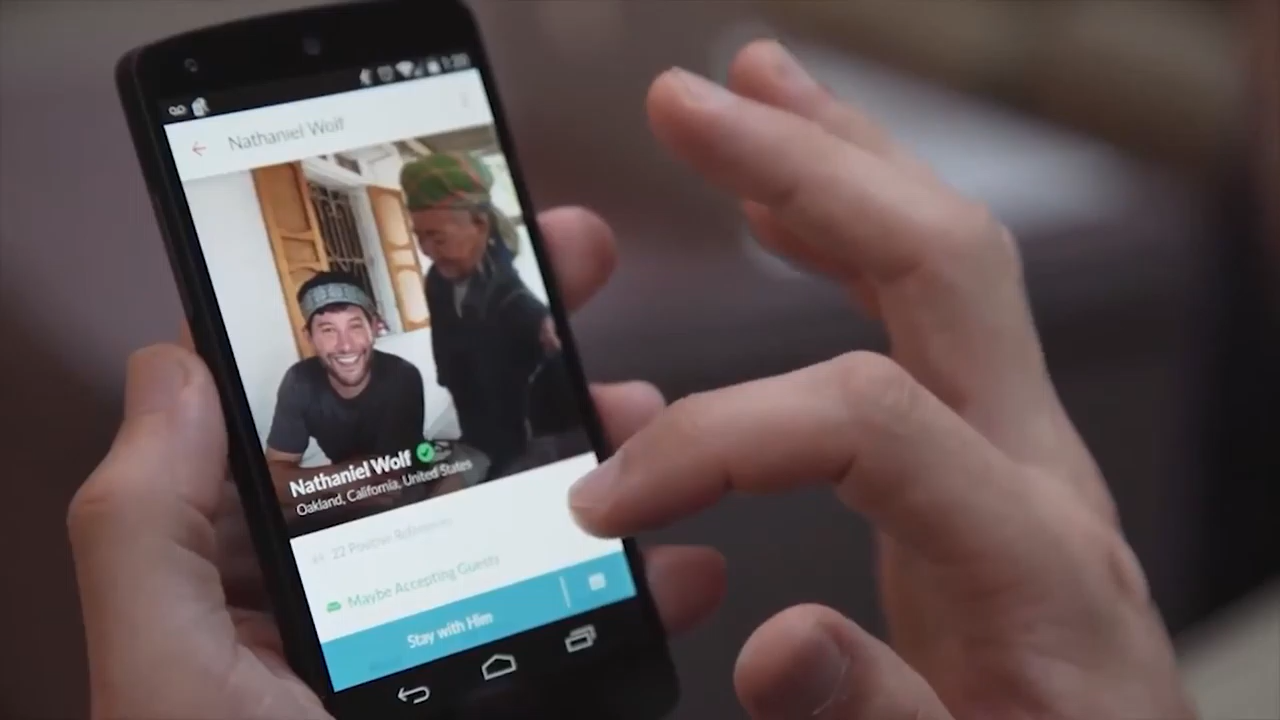 Nathaniel Wolf
Nathaniel Wolf
Oakland, California, United States
22 Positive References
Maybe Accepting Guests
Stay with Him